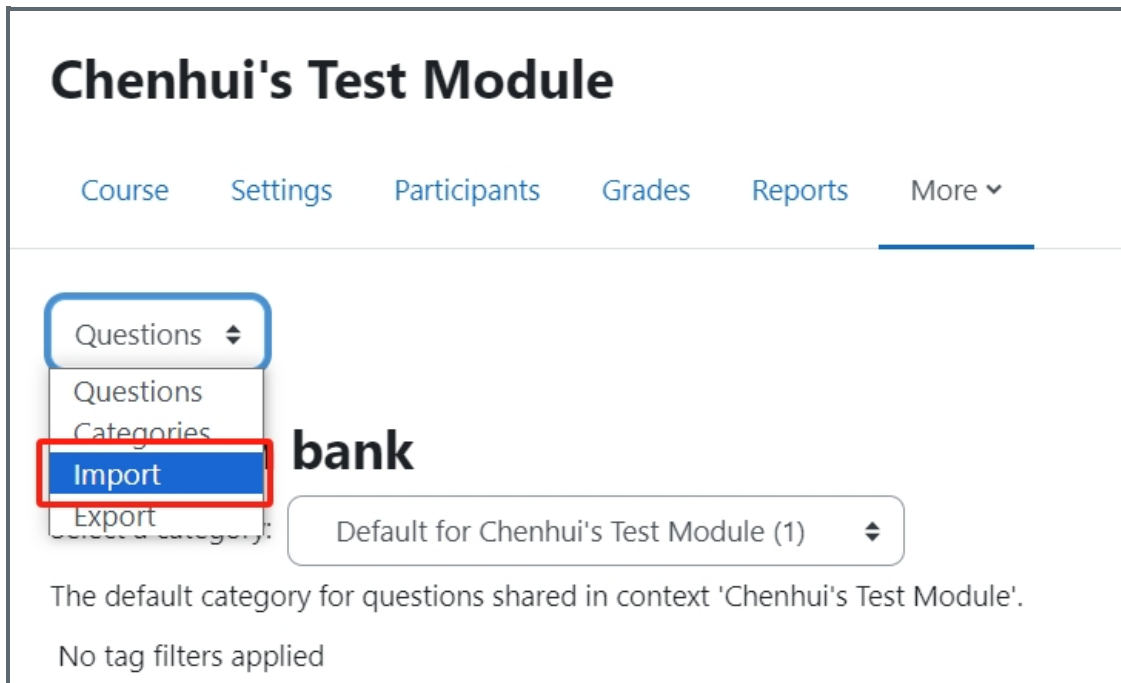 Chenhui's Test Module
Course Settings Participants Grades Reports More
Questions
Questions
Categories
Import
bank
Export
Default for Chenhui's Test Module (1)
The default category for questions shared in context 'Chenhui's Test Module'.
No tag filters applied